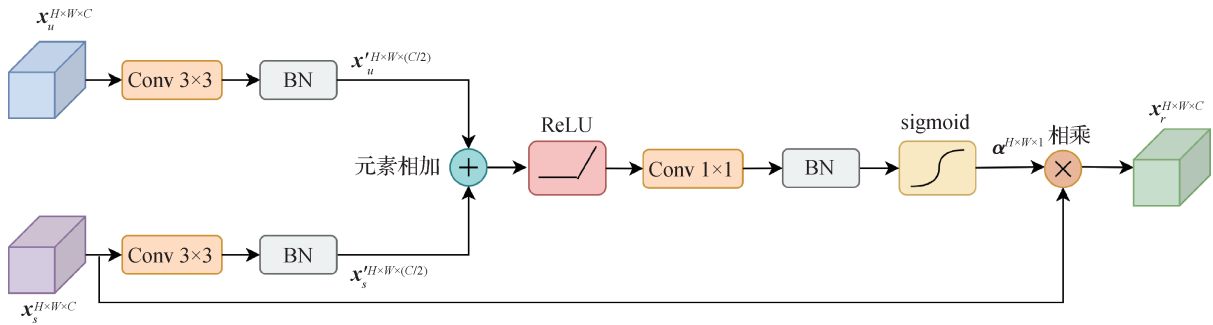 x_u^{H×W×C}
Conv 3×3
BN
x'_u^{H×W×(C/2)}
元素相加
+
ReLU
Conv 1×1
BN
sigmoid
α^{H×W×1}
相乘
×
x_r^{H×W×C}
Conv 3×3
BN
x'_s^{H×W×(C/2)}
x_s^{H×W×C}